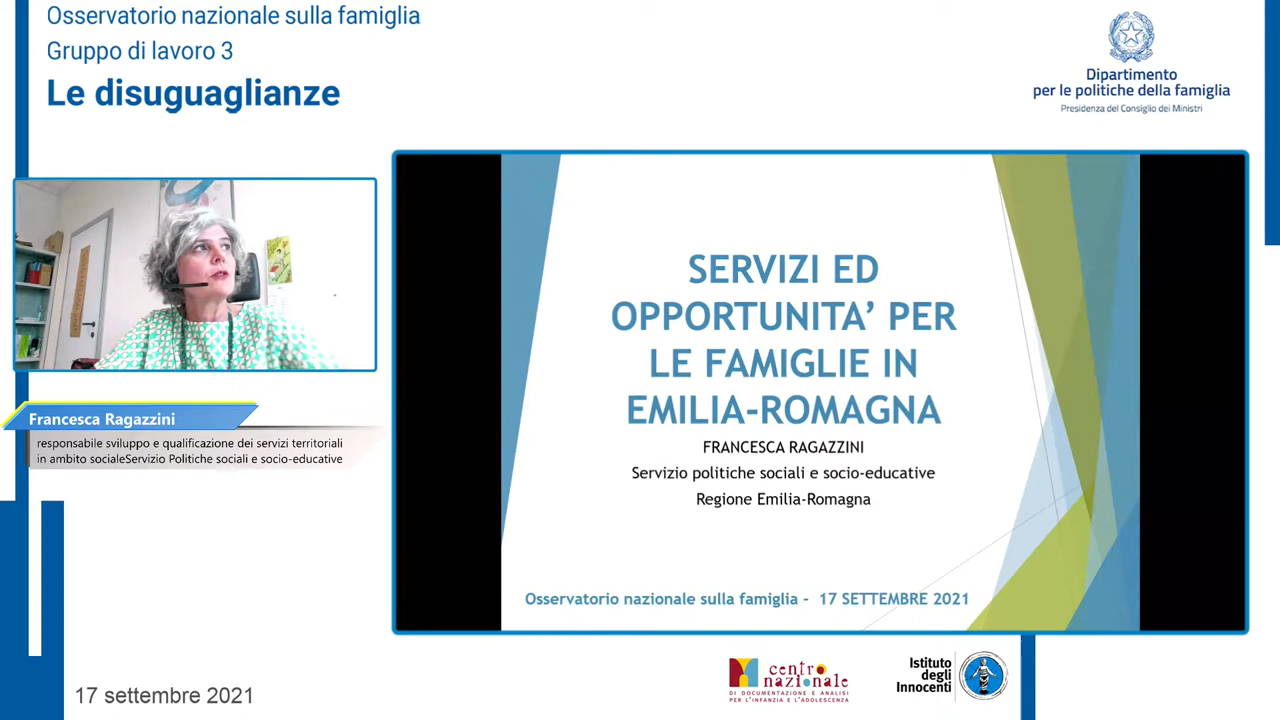 Osservatorio nazionale sulla famiglia
Gruppo di lavoro 3
Le disuguaglianze
Dipartimento
per le politiche della famiglia
Presidenza del Consiglio dei Ministri
Francesca Ragazzini
responsabile sviluppo e qualificazione dei servizi territoriali
in ambito socialeServizio Politiche sociali e socio-educative
SERVIZI ED
OPPORTUNITA’ PER
LE FAMIGLIE IN
EMILIA-ROMAGNA
FRANCESCA RAGAZZINI
Servizio politiche sociali e socio-educative
Regione Emilia-Romagna
Osservatorio nazionale sulla famiglia - 17 SETTEMBRE 2021
17 settembre 2021
centro
nazionale
DI DOCUMENTAZIONE E ANALISI
PER L'INFANZIA E L'ADOLESCENZA
Istituto
degli
Innocenti